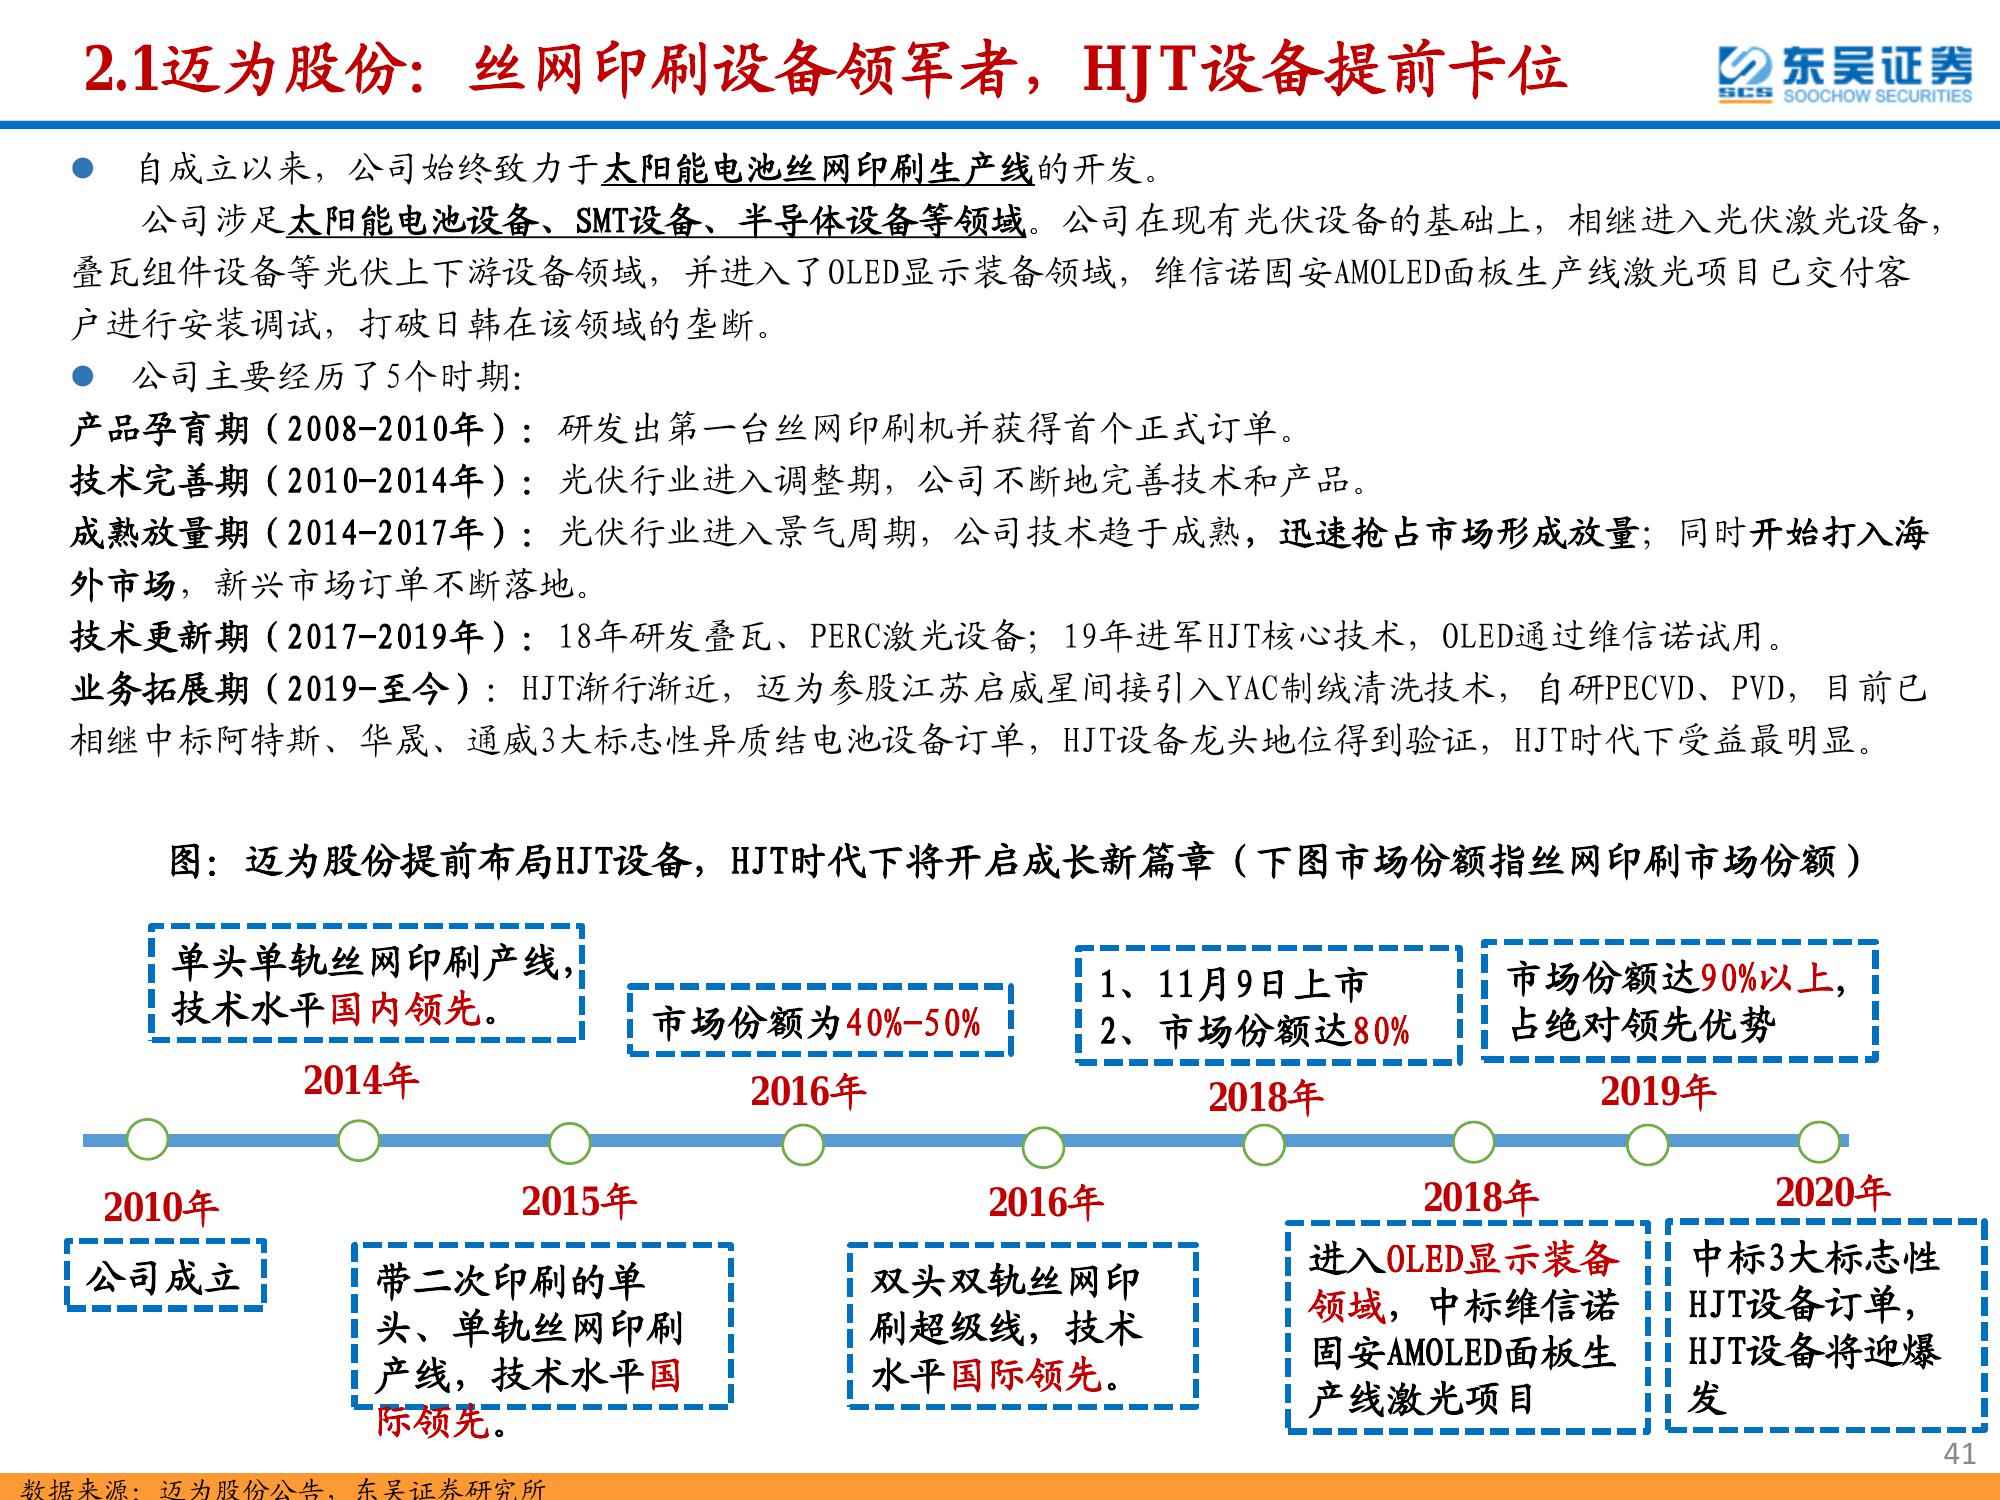 2.1迈为股份：丝网印刷设备领军者，HJT设备提前卡位
东吴证券
SCS
SOOCHOW SECURITIES
● 自成立以来，公司始终致力于太阳能电池丝网印刷生产线的开发。
公司涉足太阳能电池设备、SMT设备、半导体设备等领域。公司在现有光伏设备的基础上，相继进入光伏激光设备，
叠瓦组件设备等光伏上下游设备领域，并进入了OLED显示装备领域，维信诺固安AMOLED面板生产线激光项目已交付客
户进行安装调试，打破日韩在该领域的垄断。
● 公司主要经历了5个时期：
产品孕育期（2008-2010年）：研发出第一台丝网印刷机并获得首个正式订单。
技术完善期（2010-2014年）：光伏行业进入调整期，公司不断地完善技术和产品。
成熟放量期（2014-2017年）：光伏行业进入景气周期，公司技术趋于成熟，迅速抢占市场形成放量；同时开始打入海
外市场，新兴市场订单不断落地。
技术更新期（2017-2019年）：18年研发叠瓦、PERC激光设备；19年进军HJT核心技术，OLED通过维信诺试用。
业务拓展期（2019-至今）：HJT渐行渐近，迈为参股江苏启威星间接引入YAC制绒清洗技术，自研PECVD、PVD，目前已
相继中标阿特斯、华晟、通威3大标志性异质结电池设备订单，HJT设备龙头地位得到验证，HJT时代下受益最明显。
图：迈为股份提前布局HJT设备，HJT时代下将开启成长新篇章（下图市场份额指丝网印刷市场份额）
单头单轨丝网印刷产线，
技术水平国内领先。
市场份额为40%-50%
1、11月9日上市
2、市场份额达80%
市场份额达90%以上，
占绝对领先优势
2014年
2016年
2018年
2019年
2010年
2015年
2016年
2018年
2020年
公司成立
带二次印刷的单
头、单轨丝网印刷
产线，技术水平国
际领先。
双头双轨丝网印
刷超级线，技术
水平国际领先。
进入OLED显示装备
领域，中标维信诺
固安AMOLED面板生
产线激光项目
中标3大标志性
HJT设备订单，
HJT设备将迎爆
发
41
数据来源：迈为股份公告，东吴证券研究所